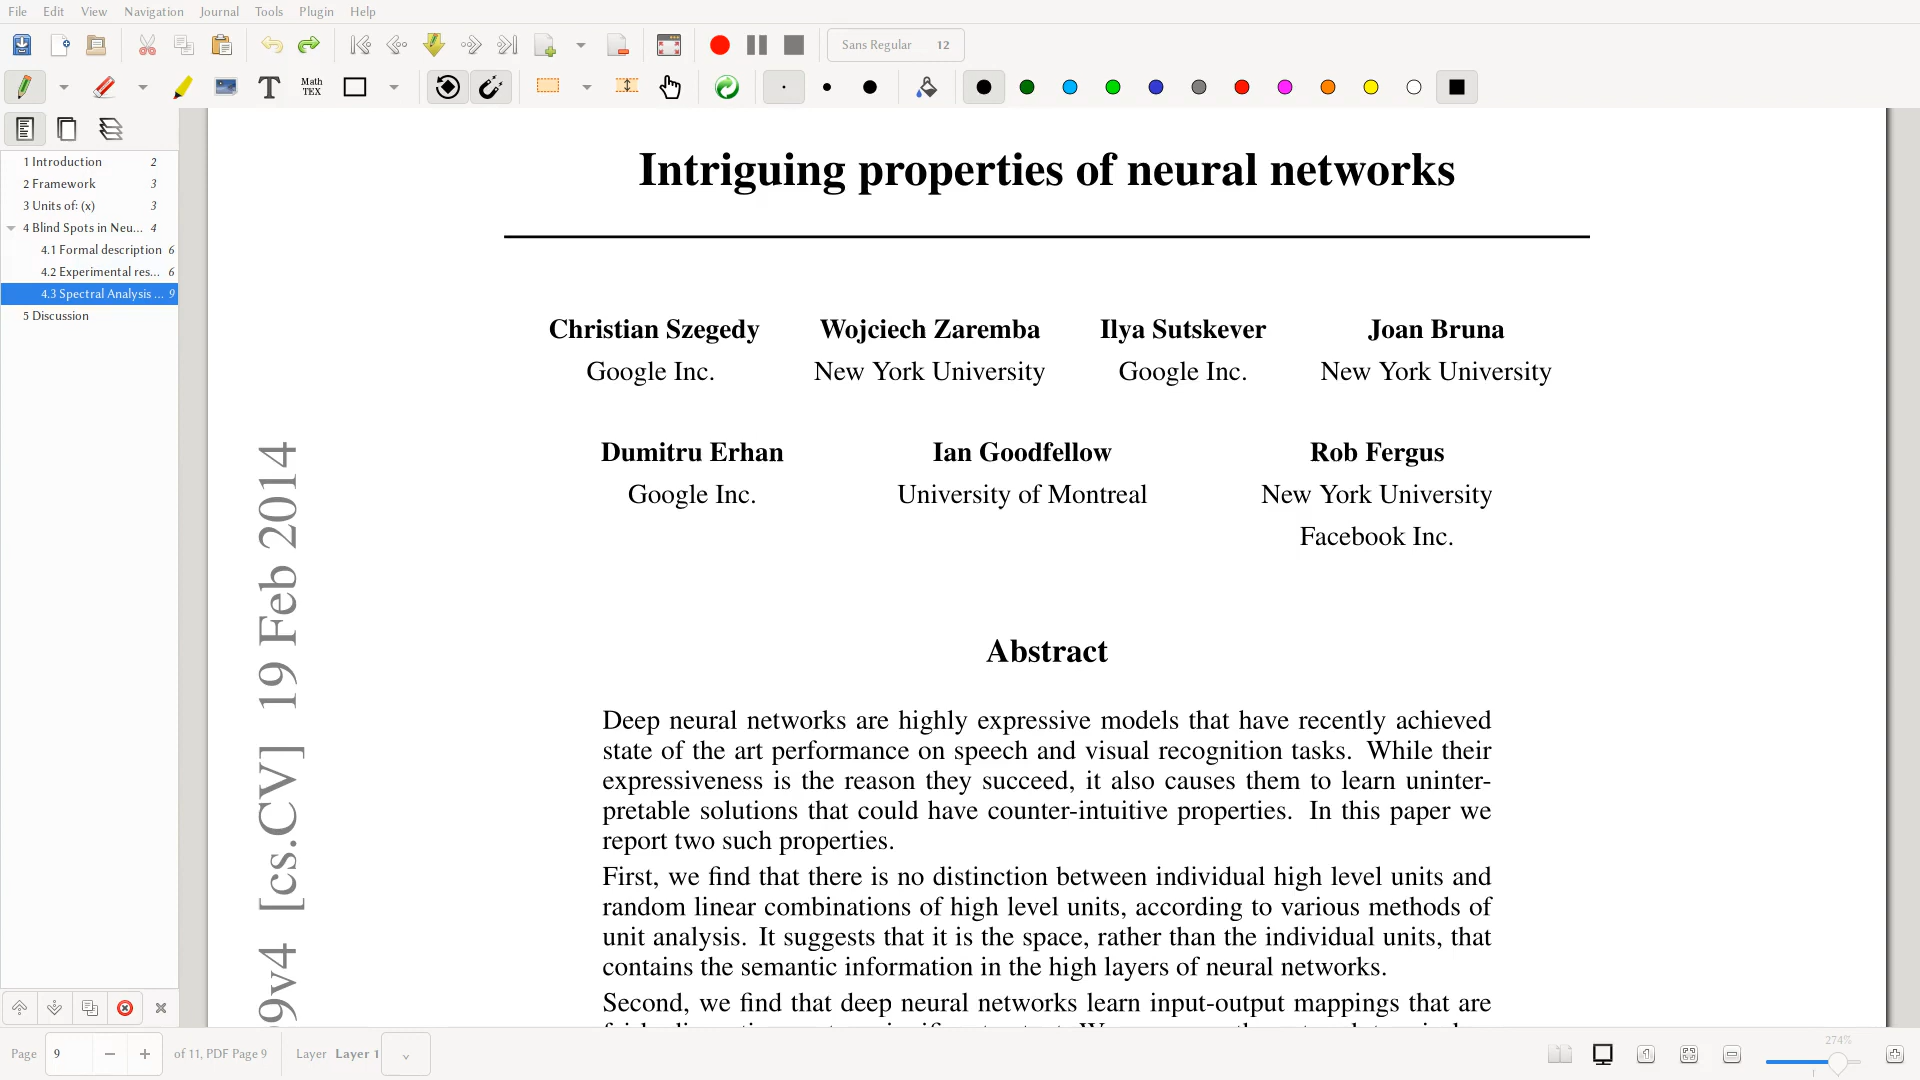 File Edit View Navigation Journal Tools Plugin Help
Sans Regular 12
T Math TEX
1 Introduction 2
2 Framework 3
3 Units of: (x) 3
4 Blind Spots in Neu... 4
4.1 Formal description 6
4.2 Experimental res... 6
4.3 Spectral Analysis ... 9
5 Discussion
9v4 [cs.CV] 19 Feb 2014
Intriguing properties of neural networks
Christian Szegedy Wojciech Zaremba Ilya Sutskever Joan Bruna
Google Inc. New York University Google Inc. New York University
Dumitru Erhan Ian Goodfellow Rob Fergus
Google Inc. University of Montreal New York University
Facebook Inc.
Abstract
Deep neural networks are highly expressive models that have recently achieved
state of the art performance on speech and visual recognition tasks. While their
expressiveness is the reason they succeed, it also causes them to learn uninter-
pretable solutions that could have counter-intuitive properties. In this paper we
report two such properties.
First, we find that there is no distinction between individual high level units and
random linear combinations of high level units, according to various methods of
unit analysis. It suggests that it is the space, rather than the individual units, that
contains the semantic information in the high layers of neural networks.
Second, we find that deep neural networks learn input-output mappings that are
Page 9 of 11, PDF Page 9 Layer Layer 1 274%